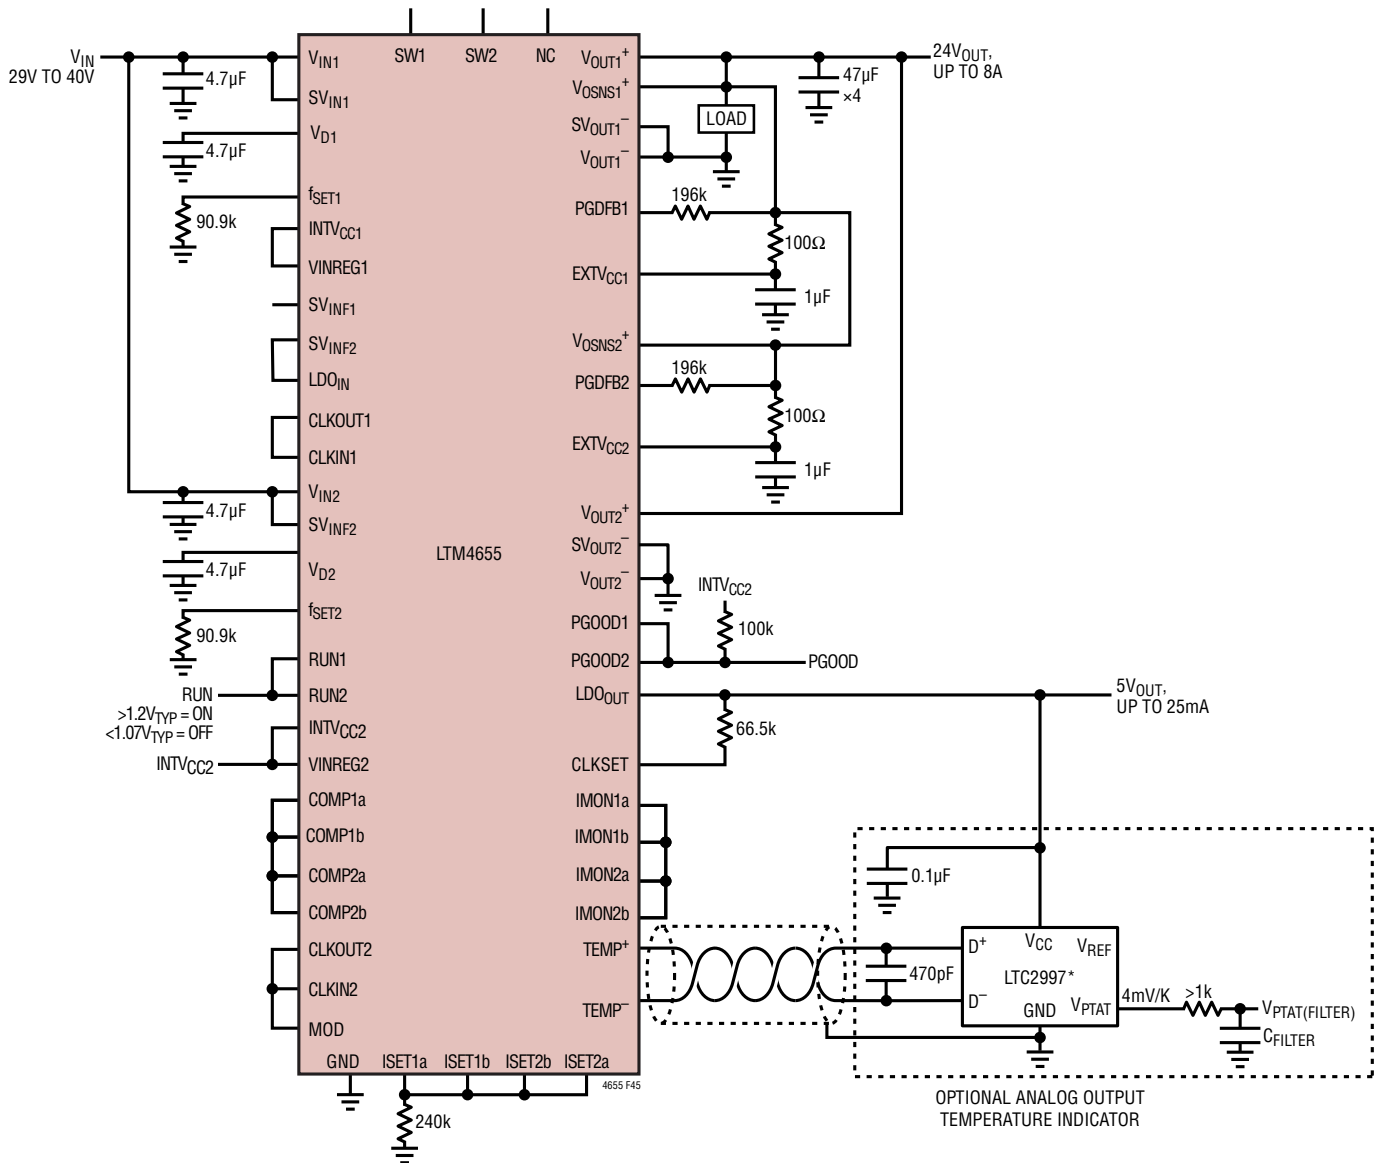 SW1 SW2 NC
VIN
29V TO 40V
4.7µF
4.7µF
90.9k
VIN1
SVIN1
VD1
fSET1
INTVCC1
VINREG1
SVINF1
SVINF2
LDOIN
CLKOUT1
CLKIN1
VIN2
SVINF2
VD2
fSET2
RUN1
RUN2
INTVCC2
VINREG2
COMP1a
COMP1b
COMP2a
COMP2b
CLKOUT2
CLKIN2
MOD
4.7µF
4.7µF
90.9k
RUN
>1.2VTYP = ON
<1.07VTYP = OFF
INTVCC2
LTM4655
VOUT1+
VOSNS1+
SVOUT1–
VOUT1–
PGDFB1
EXTVCC1
VOSNS2+
PGDFB2
EXTVCC2
VOUT2+
SVOUT2–
VOUT2–
PGOOD1
PGOOD2
LDOOUT
CLKSET
IMON1a
IMON1b
IMON2a
IMON2b
TEMP+
TEMP–
GND ISET1a ISET1b ISET2b ISET2a
4655 F45
240k
LOAD
47µF
×4
24VOUT,
UP TO 8A
196k
100Ω
1µF
196k
100Ω
1µF
INTVCC2
100k
PGOOD
5VOUT,
UP TO 25mA
66.5k
0.1µF
470pF
D+ VCC VREF
LTC2997*
D– GND VPTAT
4mV/K >1k VPTAT(FILTER)
CFILTER
OPTIONAL ANALOG OUTPUT
TEMPERATURE INDICATOR